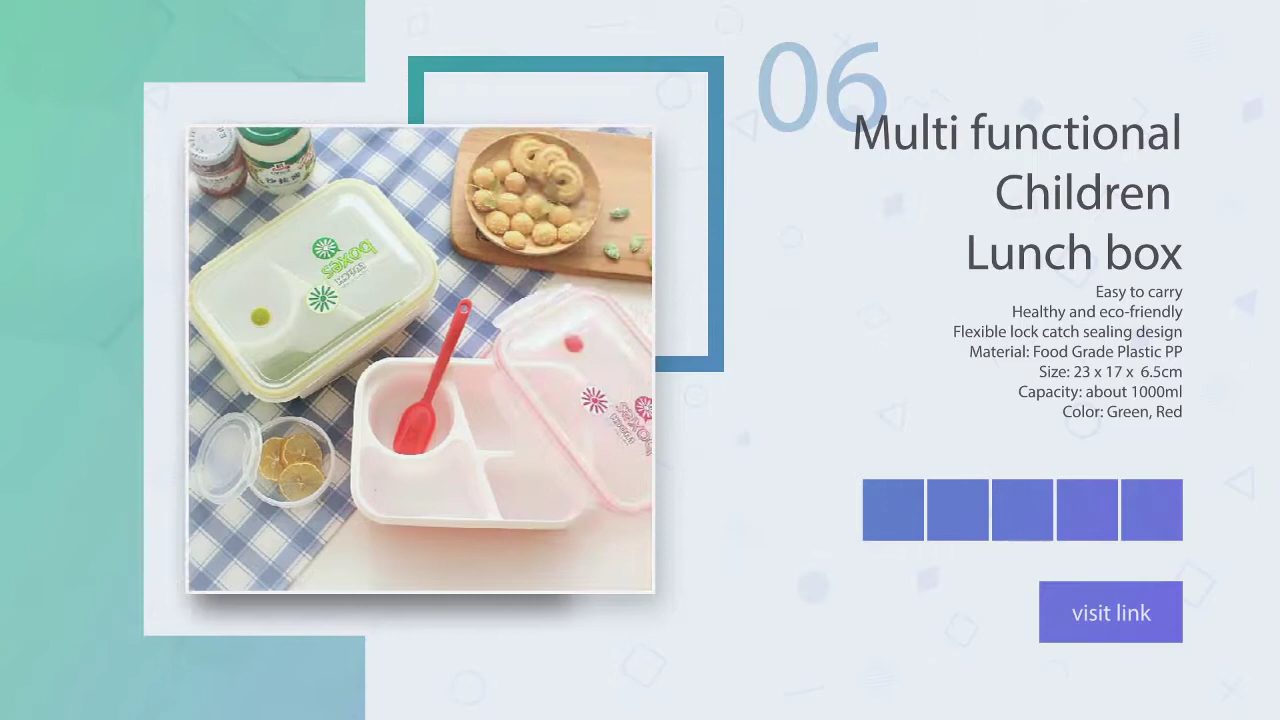 06
Multi functional
Children
Lunch box
Easy to carry
Healthy and eco-friendly
Flexible lock catch sealing design
Material: Food Grade Plastic PP
Size: 23 x 17 x 6.5cm
Capacity: about 1000ml
Color: Green, Red
visit link
boxes